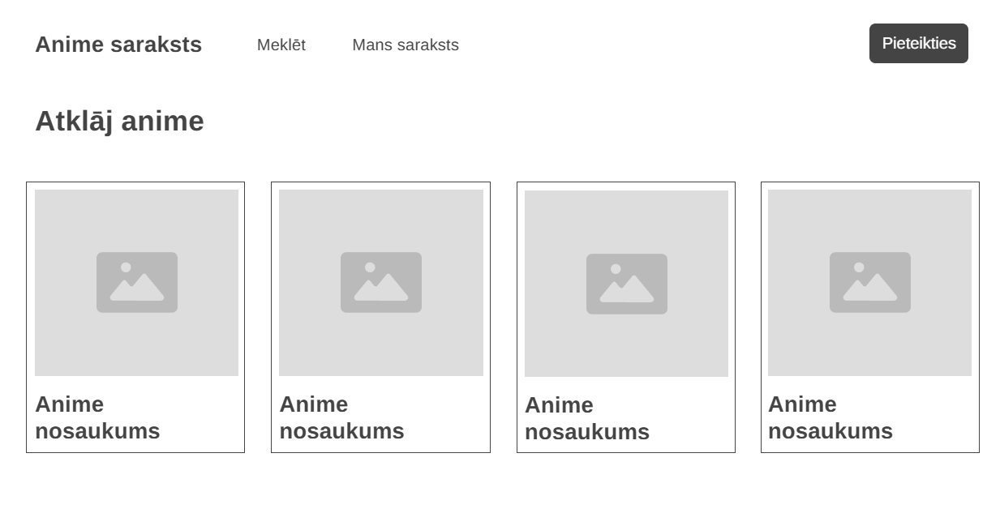 Anime saraksts Meklēt Mans saraksts Pieteikties
Atklāj anime
Anime
nosaukums
Anime
nosaukums
Anime
nosaukums
Anime
nosaukums